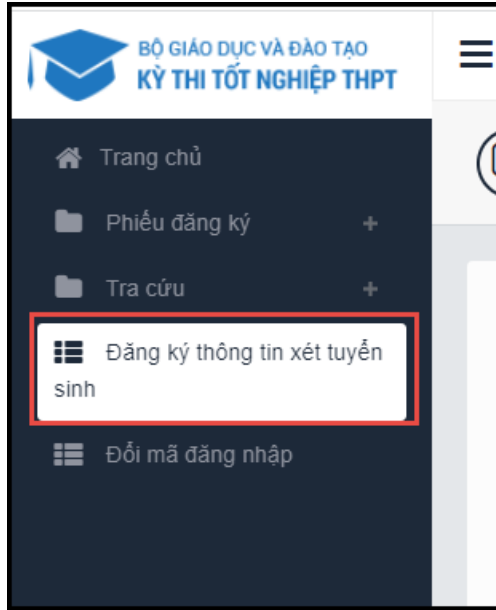 BỘ GIÁO DỤC VÀ ĐÀO TẠO
KỲ THI TỐT NGHIỆP THPT
Trang chủ
Phiếu đăng ký +
Tra cứu +
Đăng ký thông tin xét tuyển
sinh
Đổi mã đăng nhập